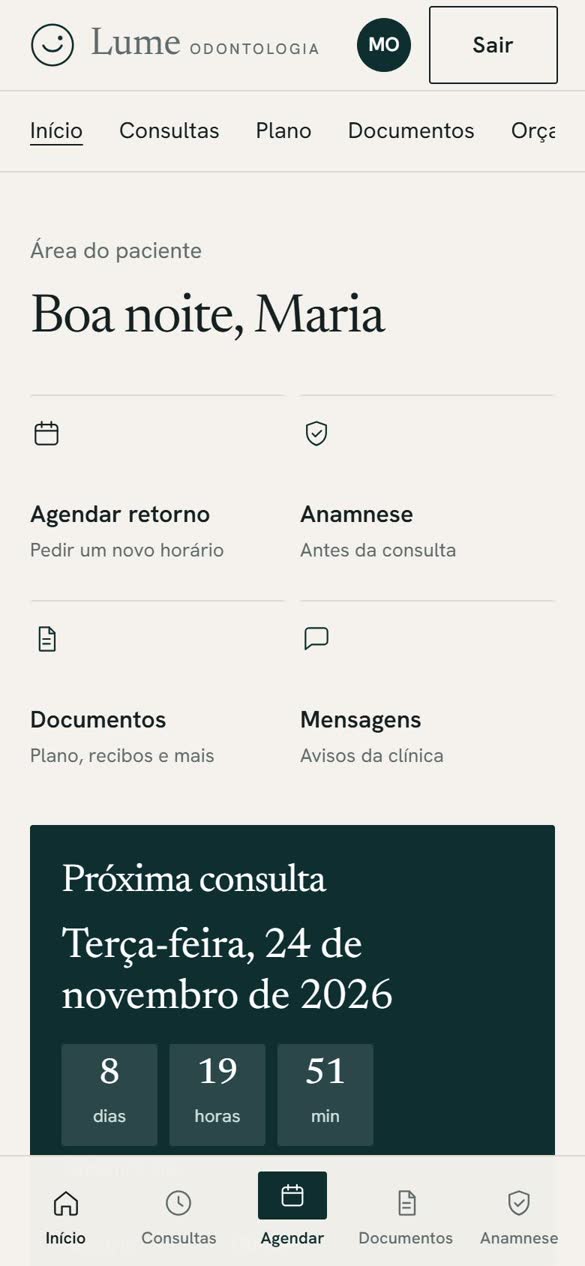 Lume ODONTOLOGIA MO Sair
Início Consultas Plano Documentos
Área do paciente
Boa noite, Maria
Agendar retorno
Pedir um novo horário
Anamnese
Antes da consulta
Documentos
Plano, recibos e mais
Mensagens
Avisos da clínica
Próxima consulta
Terça-feira, 24 de
novembro de 2026
8 19 51
dias horas min
Início Consultas Agendar Documentos Anamnese